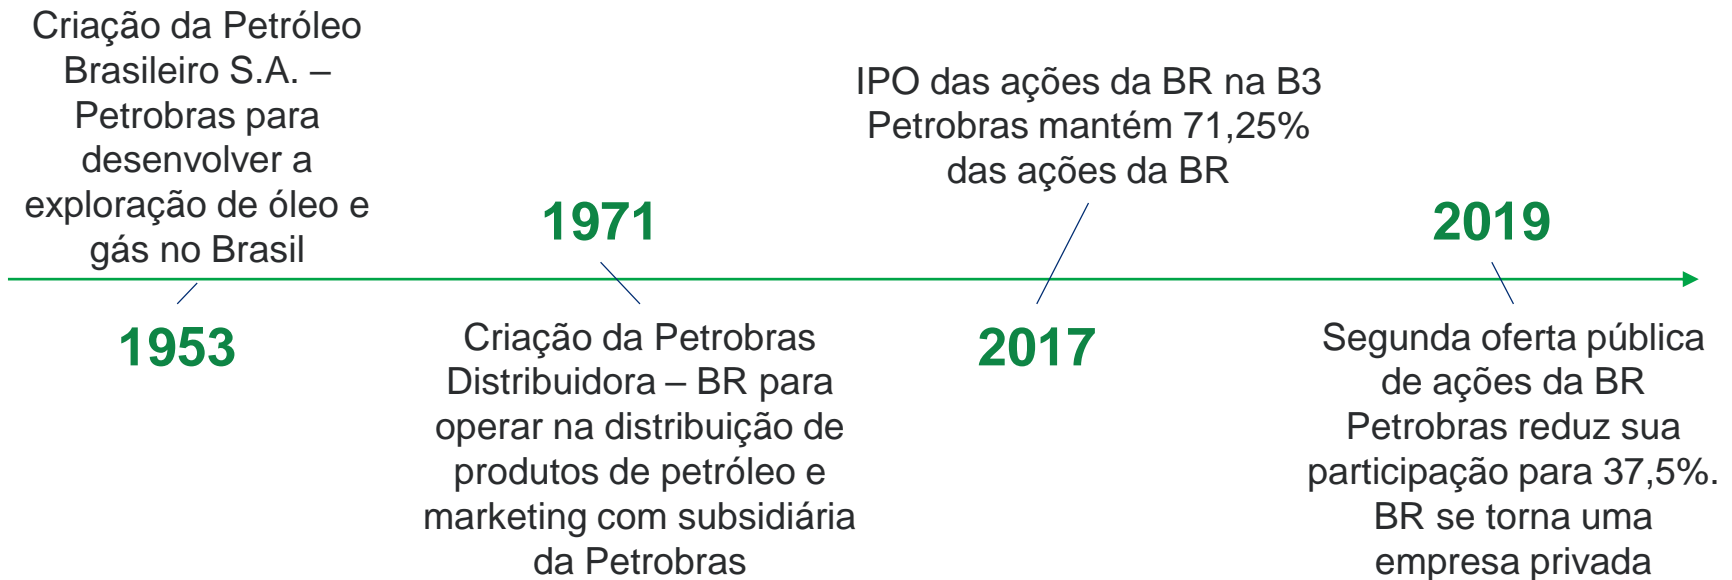 Criação da Petróleo
Brasileiro S.A. –
Petrobras para
desenvolver a
exploração de óleo e
gás no Brasil
1953
1971
Criação da Petrobras
Distribuidora – BR para
operar na distribuição de
produtos de petróleo e
marketing com subsidiária
da Petrobras
IPO das ações da BR na B3
Petrobras mantém 71,25%
das ações da BR
2017
2019
Segunda oferta pública
de ações da BR
Petrobras reduz sua
participação para 37,5%.
BR se torna uma
empresa privada